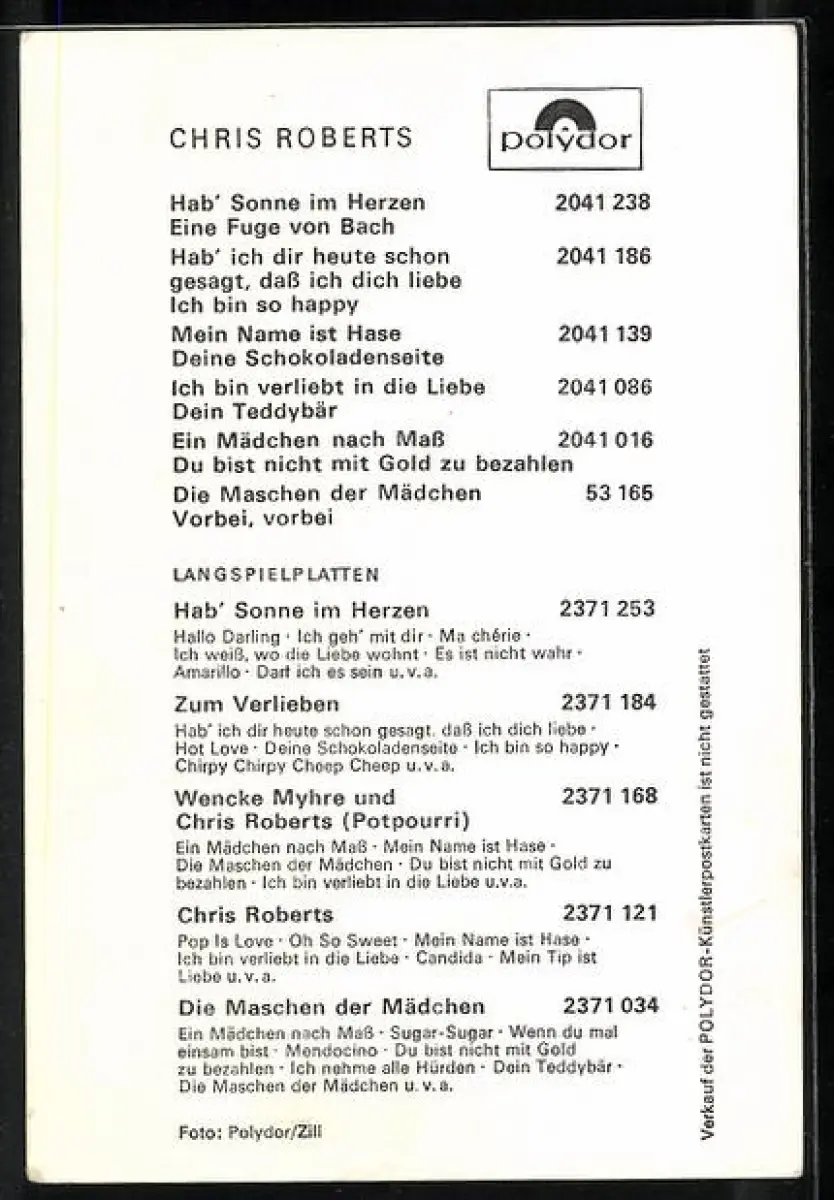 CHRIS ROBERTS
polydor
Hab' Sonne im Herzen 2041 238
Eine Fuge von Bach
Hab' ich dir heute schon 2041 186
gesagt, daß ich dich liebe
Ich bin so happy
Mein Name ist Hase 2041 139
Deine Schokoladenseite
Ich bin verliebt in die Liebe 2041 086
Dein Teddybär
Ein Mädchen nach Maß 2041 016
Du bist nicht mit Gold zu bezahlen
Die Maschen der Mädchen 53 165
Vorbei, vorbei
LANGSPIELPLATTEN
Hab' Sonne im Herzen 2371 253
Hallo Darling · Ich geh' mit dir · Ma chérie ·
Ich weiß, wo die Liebe wohnt · Es ist nicht wahr ·
Amarillo · Darf ich es sein u.v.a.
Zum Verlieben 2371 184
Hab' ich dir heute schon gesagt, daß ich dich liebe ·
Hot Love · Deine Schokoladenseite · Ich bin so happy ·
Chirpy Chirpy Cheep Cheep u.v.a.
Wencke Myhre und 2371 168
Chris Roberts (Potpourri)
Ein Mädchen nach Maß · Mein Name ist Hase ·
Die Maschen der Mädchen · Du bist nicht mit Gold zu
bezahlen · Ich bin verliebt in die Liebe u.v.a.
Chris Roberts 2371 121
Pop Is Love · Oh So Sweet · Mein Name ist Hase ·
Ich bin verliebt in die Liebe · Candida · Mein Tip ist
Liebe u.v.a.
Die Maschen der Mädchen 2371 034
Ein Mädchen nach Maß · Sugar-Sugar · Wenn du mal
einsam bist · Mendocino · Du bist nicht mit Gold
zu bezahlen · Ich nehme alle Hürden · Dein Teddybär ·
Die Maschen der Mädchen u.v.a.
Foto: Polydor/Zill
Verkauf der POLYDOR-Künstlerpostkarten ist nicht gestattet